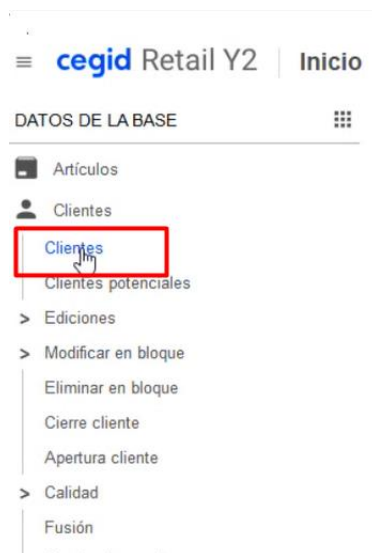 cegid Retail Y2 Inicio
DATOS DE LA BASE
Artículos
Clientes
Clientes
Clientes potenciales
> Ediciones
> Modificar en bloque
Eliminar en bloque
Cierre cliente
Apertura cliente
> Calidad
Fusión